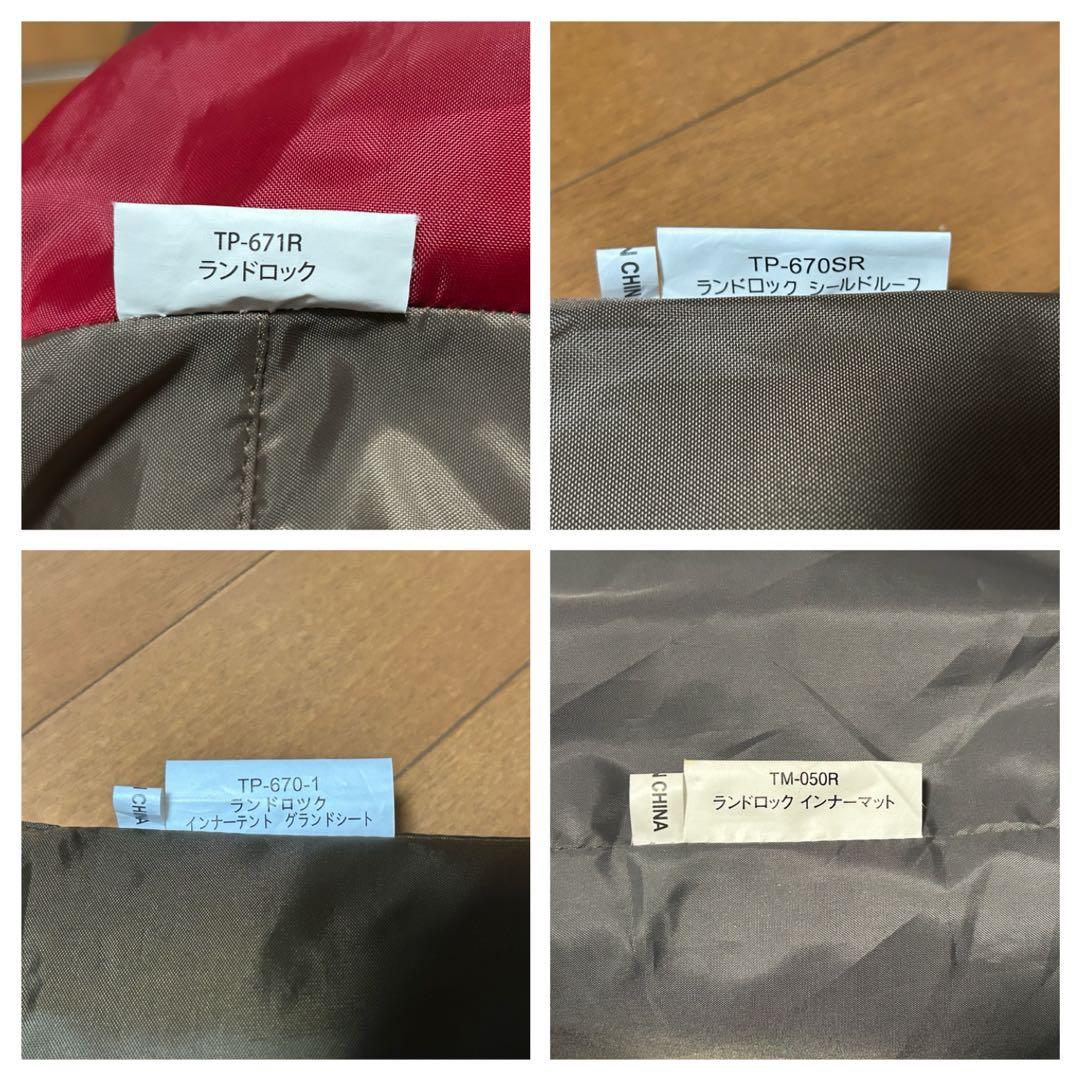 TP-671R
ランドロック
N CHIN
TP-670SR
ランドロック シールドルーフ
N CHINA
TP-670-1
ランドロック
インナーテント グランドシート
N CHINA
TM-050R
ランドロック インナーマット